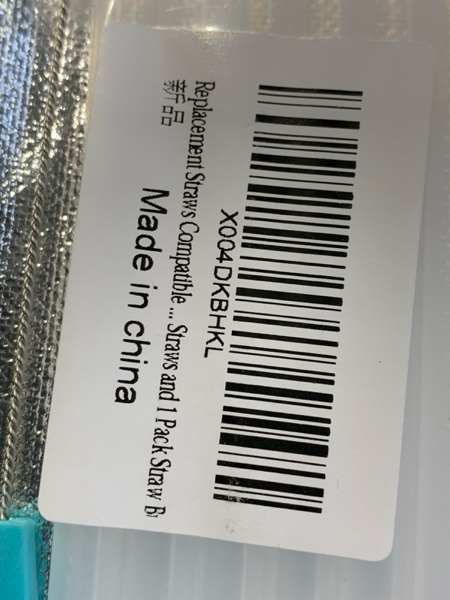 X004DKBHKL
Replacement Straws Compatible ... Straws and 1 Pack Straw
新品
Made in china